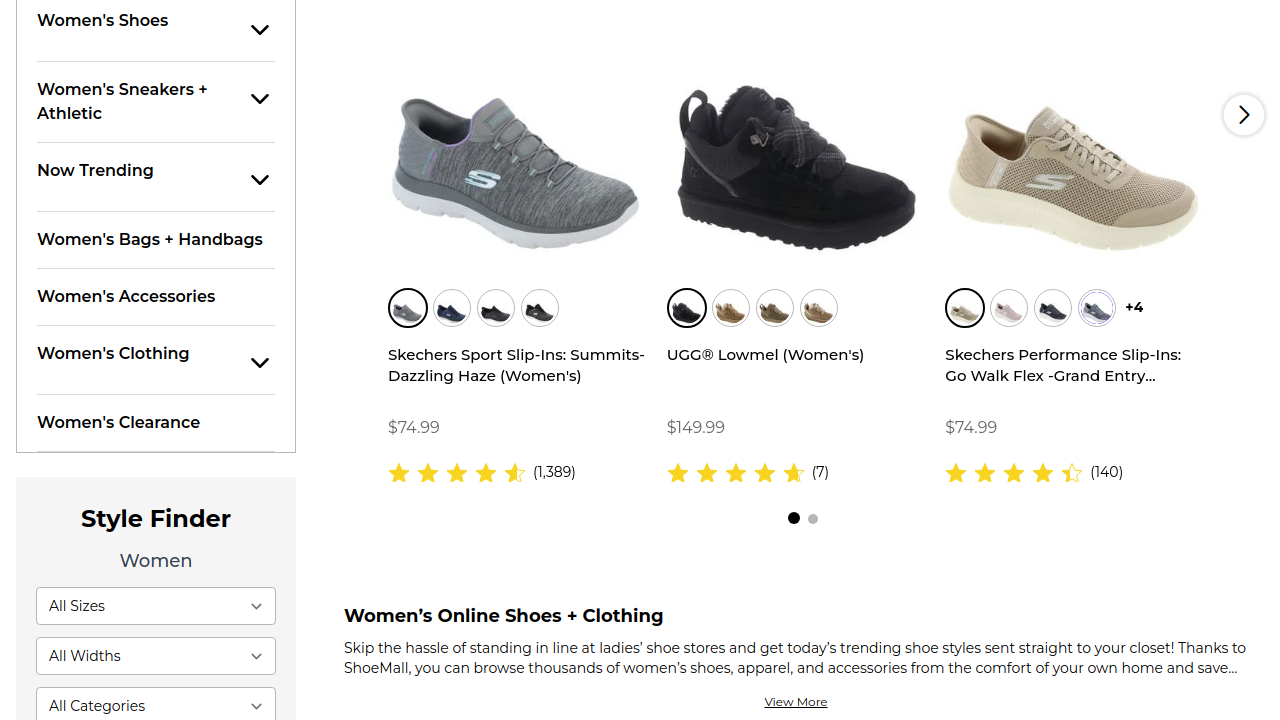 Women's Shoes
Women's Sneakers +
Athletic
Now Trending
Women's Bags + Handbags
Women's Accessories
Women's Clothing
Women's Clearance
Style Finder
Women
All Sizes
All Widths
All Categories
+4
Skechers Sport Slip-Ins: Summits-
Dazzling Haze (Women's)
$74.99
(1,389)
UGG® Lowmel (Women's)
$149.99
(7)
Skechers Performance Slip-Ins:
Go Walk Flex -Grand Entry...
$74.99
(140)
Women’s Online Shoes + Clothing
Skip the hassle of standing in line at ladies’ shoe stores and get today’s trending shoe styles sent straight to your closet! Thanks to
ShoeMall, you can browse thousands of women’s shoes, apparel, and accessories from the comfort of your own home and save...
View More